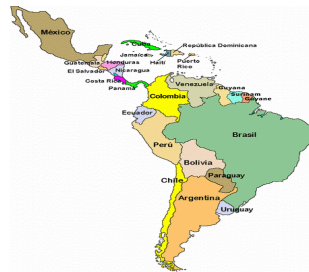 México
Cuba
República Dominicana
Jamaica
Haití
Puerto
Rico
Guatemala
Honduras
El Salvador
Nicaragua
Costa Rica
Panama
Venezuela
Guyana
Surinam
Guyane
Colombia
Ecuador
Brasil
Perú
Bolivia
Paraguay
Chile
Argentina
Uruguay